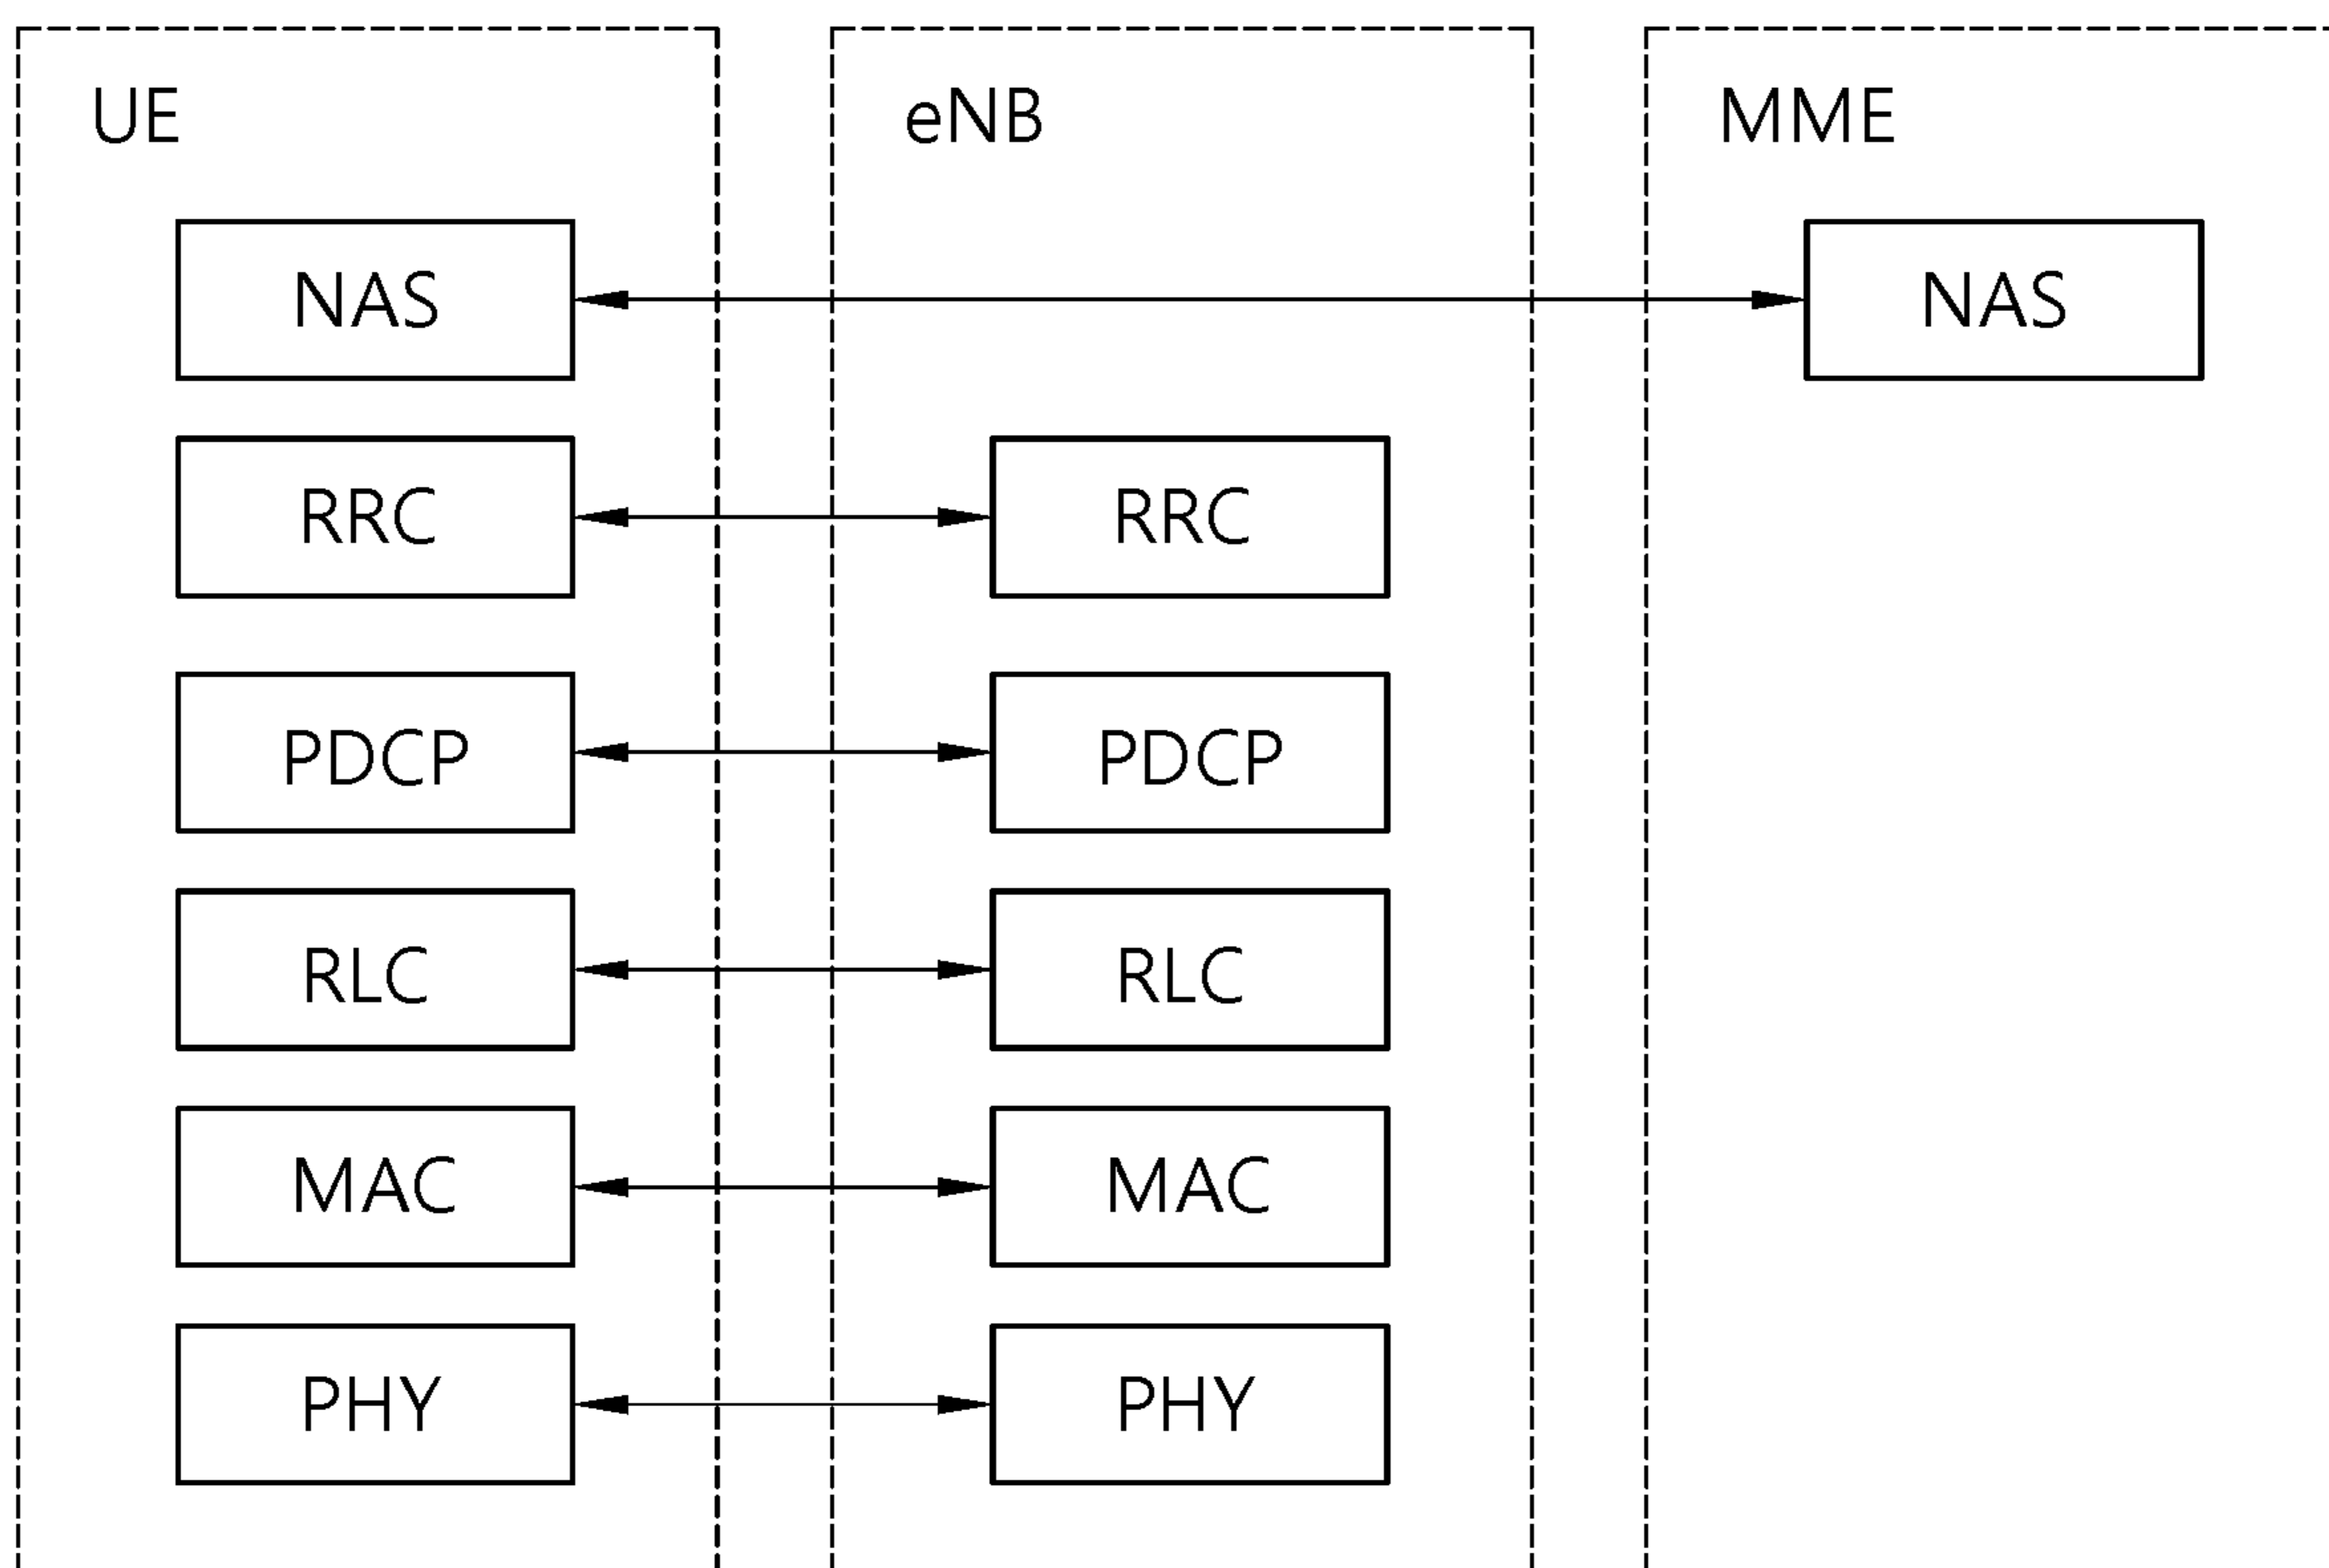 UE eNB MME
NAS NAS
RRC RRC
PDCP PDCP
RLC RLC
MAC MAC
PHY PHY